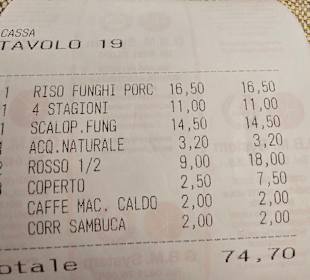 CASSA
TAVOLO 19
1 RISO FUNGHI PORC 16,50 16,50
1 4 STAGIONI 11,00 11,00
1 SCALOP.FUNG 14,50 14,50
ACQ.NATURALE 3,20 3,20
2 ROSSO 1/2 9,00 18,00
COPERTO 2,50 7,50
CAFFE MAC. CALDO 2,00 2,00
CORR SAMBUCA 2,00 2,00
otale 74,70